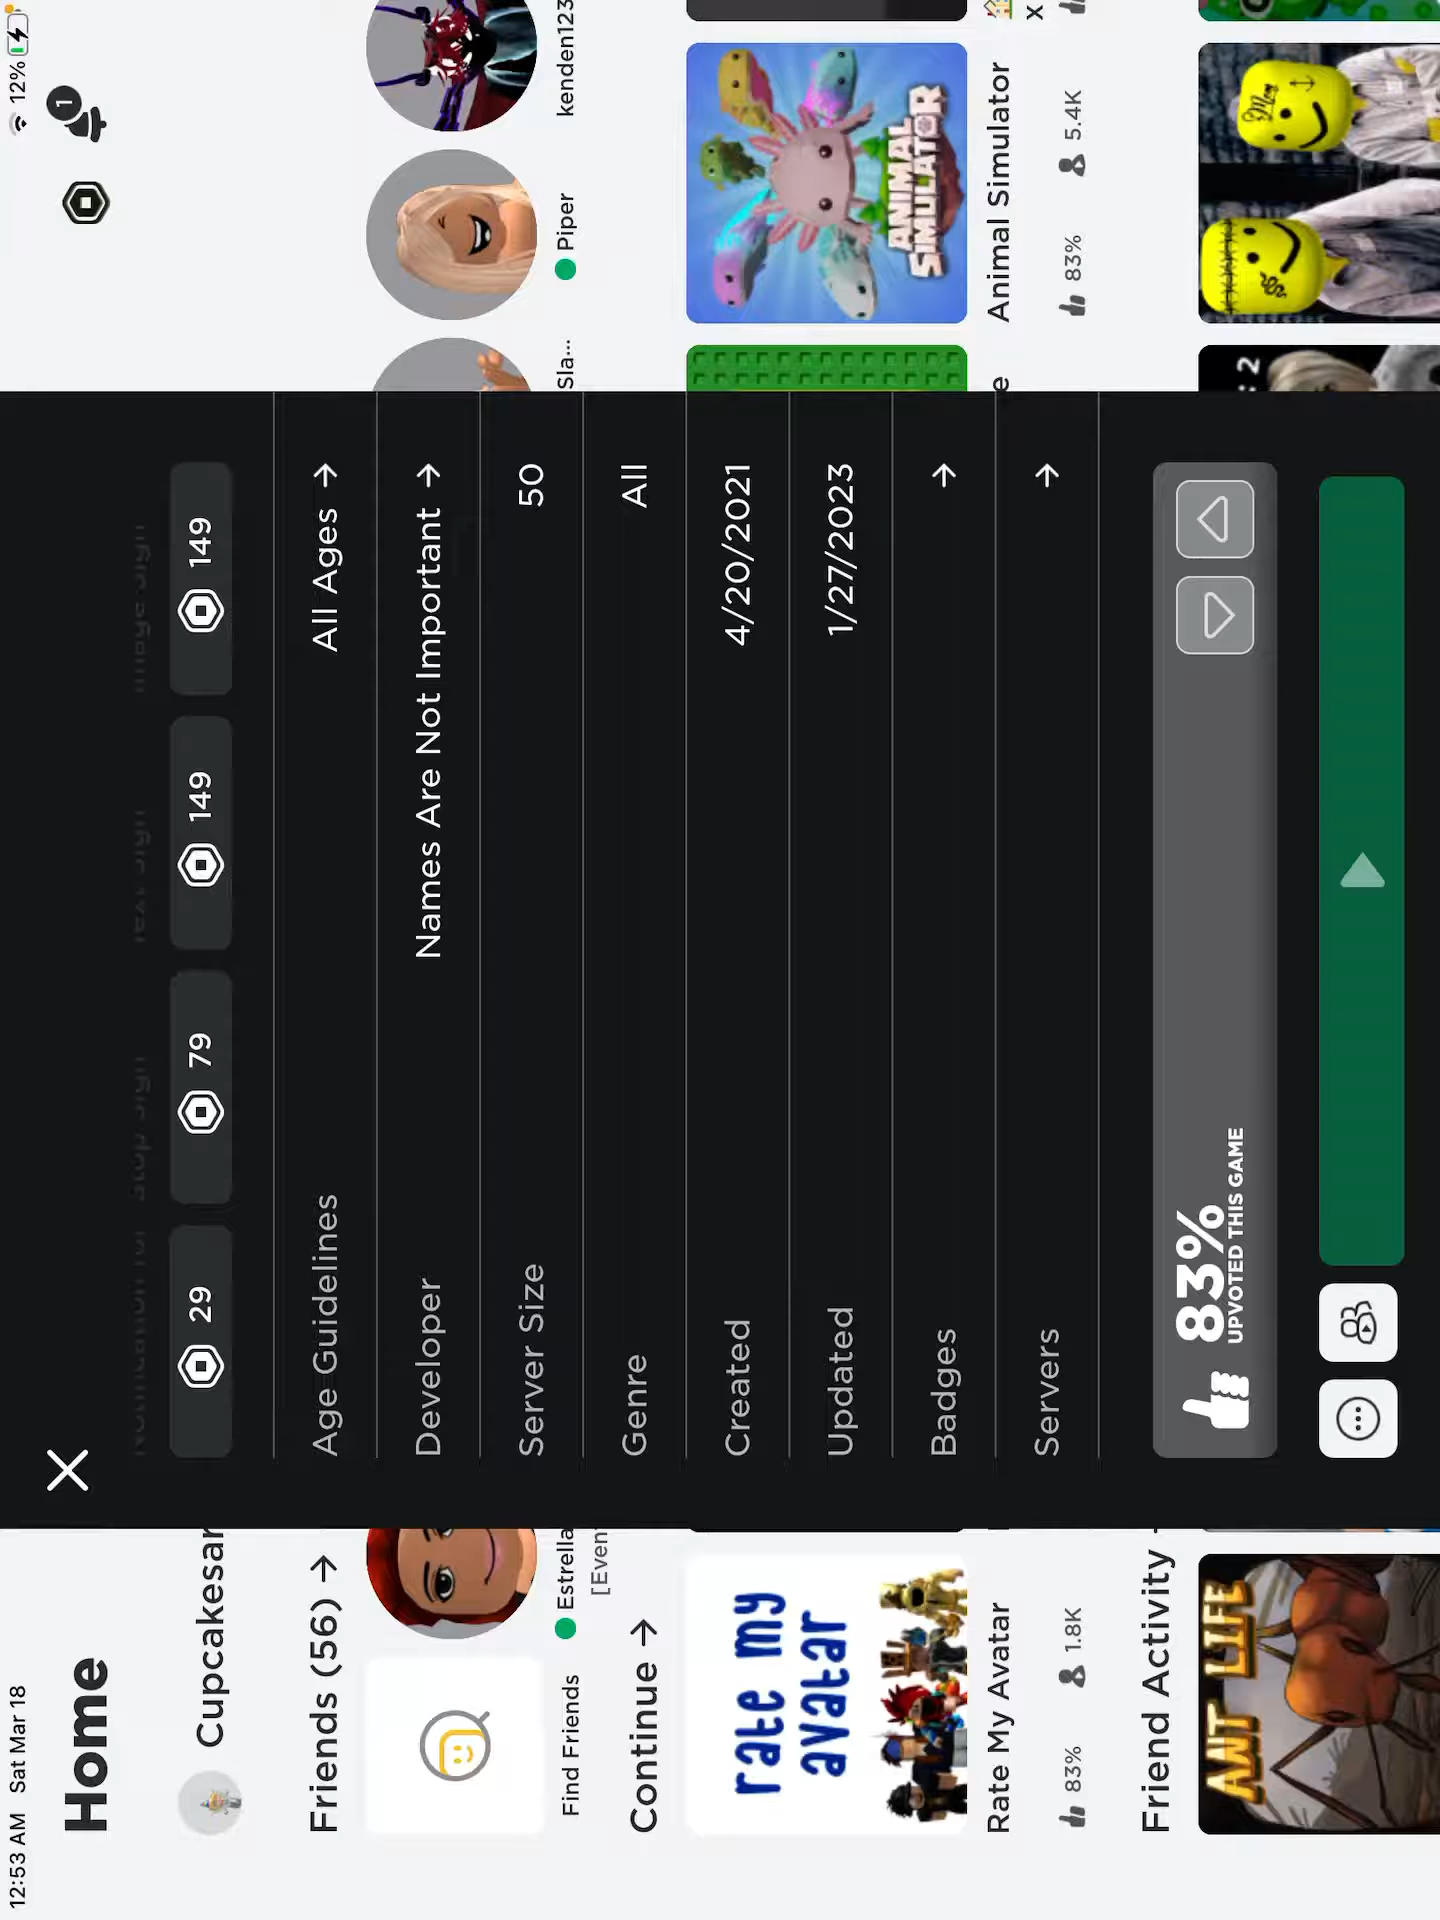 12:53 AM Sat Mar 18
12%
Home
1
Cupcakesar
Friends (56) →
Find Friends
Estrella
[Even
Sla...
Piper
kenden123
Continue →
rate my
avatar
Rate My Avatar
83% 1.8K
ANIMAL
SIMULATOR
Animal Simulator
83% 5.4K
e
x
Friend Activity
ANT LIFE
: 2
29
79
149
149
Age Guidelines All Ages →
Developer Names Are Not Important →
Server Size 50
Genre All
Created 4/20/2021
Updated 1/27/2023
Badges →
Servers →
83%
UPVOTED THIS GAME